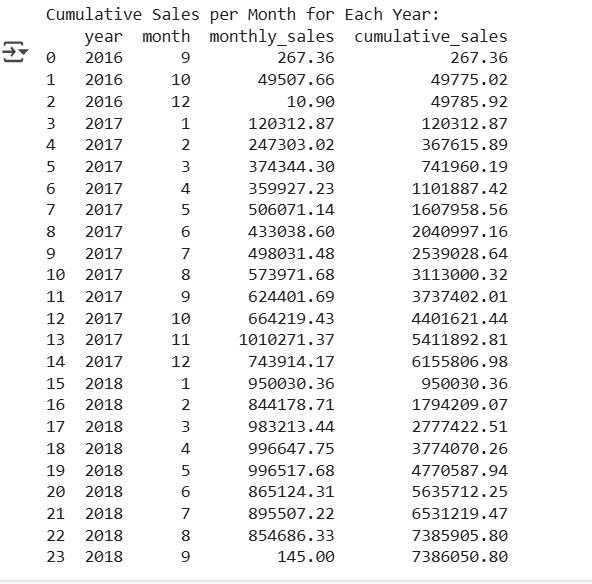 Cumulative Sales per Month for Each Year:
year month monthly_sales cumulative_sales
0 2016 9 267.36 267.36
1 2016 10 49507.66 49775.02
2 2016 12 10.90 49785.92
3 2017 1 120312.87 120312.87
4 2017 2 247303.02 367615.89
5 2017 3 374344.30 741960.19
6 2017 4 359927.23 1101887.42
7 2017 5 506071.14 1607958.56
8 2017 6 433038.60 2040997.16
9 2017 7 498031.48 2539028.64
10 2017 8 573971.68 3113000.32
11 2017 9 624401.69 3737402.01
12 2017 10 664219.43 4401621.44
13 2017 11 1010271.37 5411892.81
14 2017 12 743914.17 6155806.98
15 2018 1 950030.36 950030.36
16 2018 2 844178.71 1794209.07
17 2018 3 983213.44 2777422.51
18 2018 4 996647.75 3774070.26
19 2018 5 996517.68 4770587.94
20 2018 6 865124.31 5635712.25
21 2018 7 895507.22 6531219.47
22 2018 8 854686.33 7385905.80
23 2018 9 145.00 7386050.80